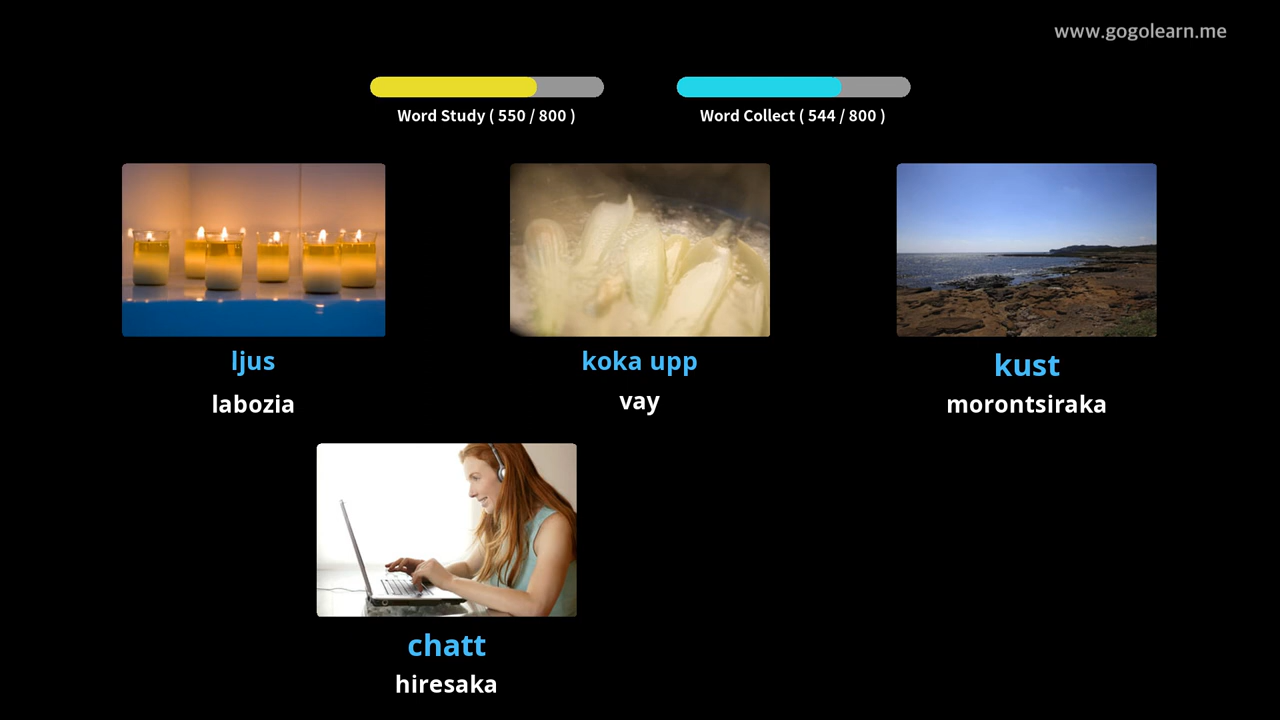 www.gogolearn.me
Word Study ( 550 / 800 )
Word Collect ( 544 / 800 )
ljus
labozia
koka upp
vay
kust
morontsiraka
chatt
hiresaka